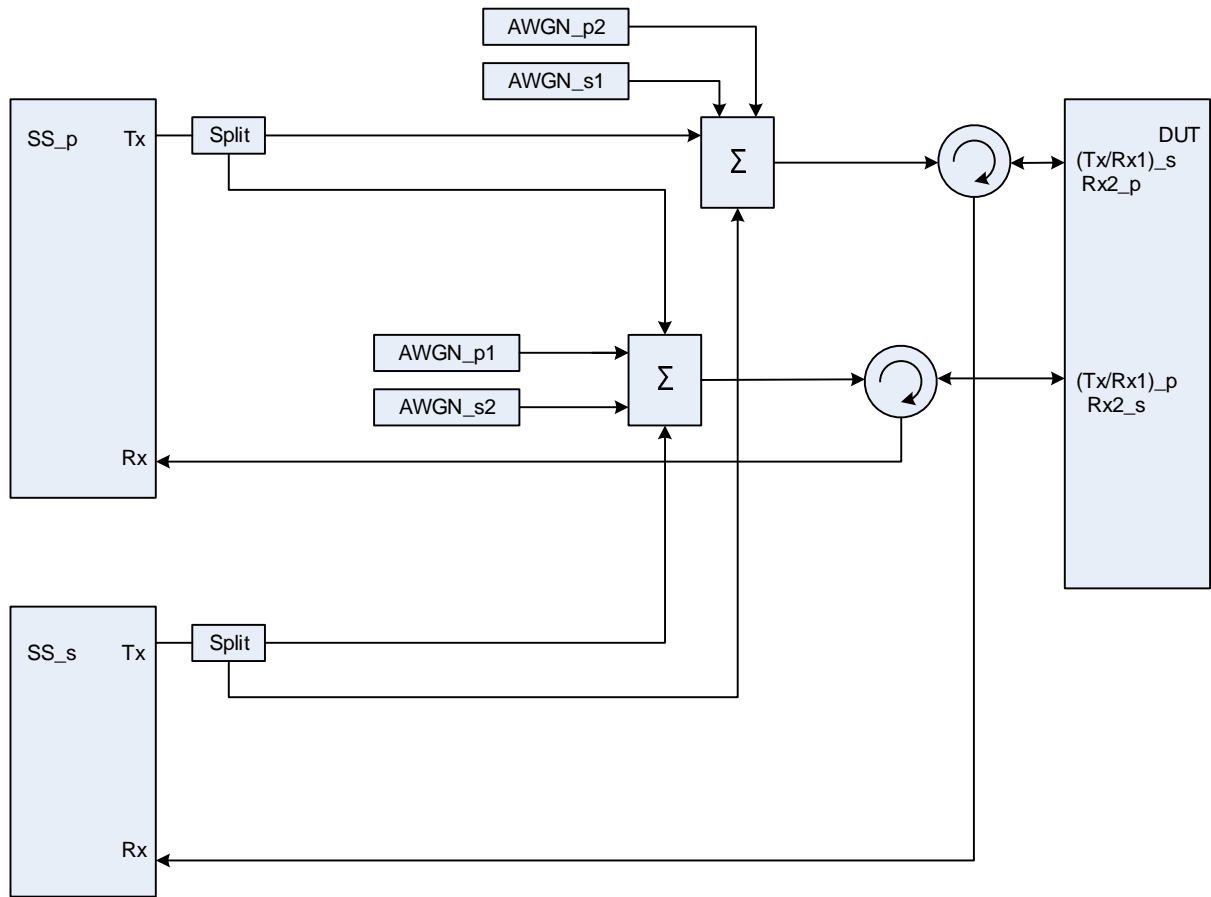 AWGN_p2
AWGN_s1
SS_p
Tx
Split
Σ
DUT
(Tx/Rx1)_s
Rx2_p
AWGN_p1
AWGN_s2
Σ
(Tx/Rx1)_p
Rx2_s
Rx
SS_s
Tx
Split
Rx